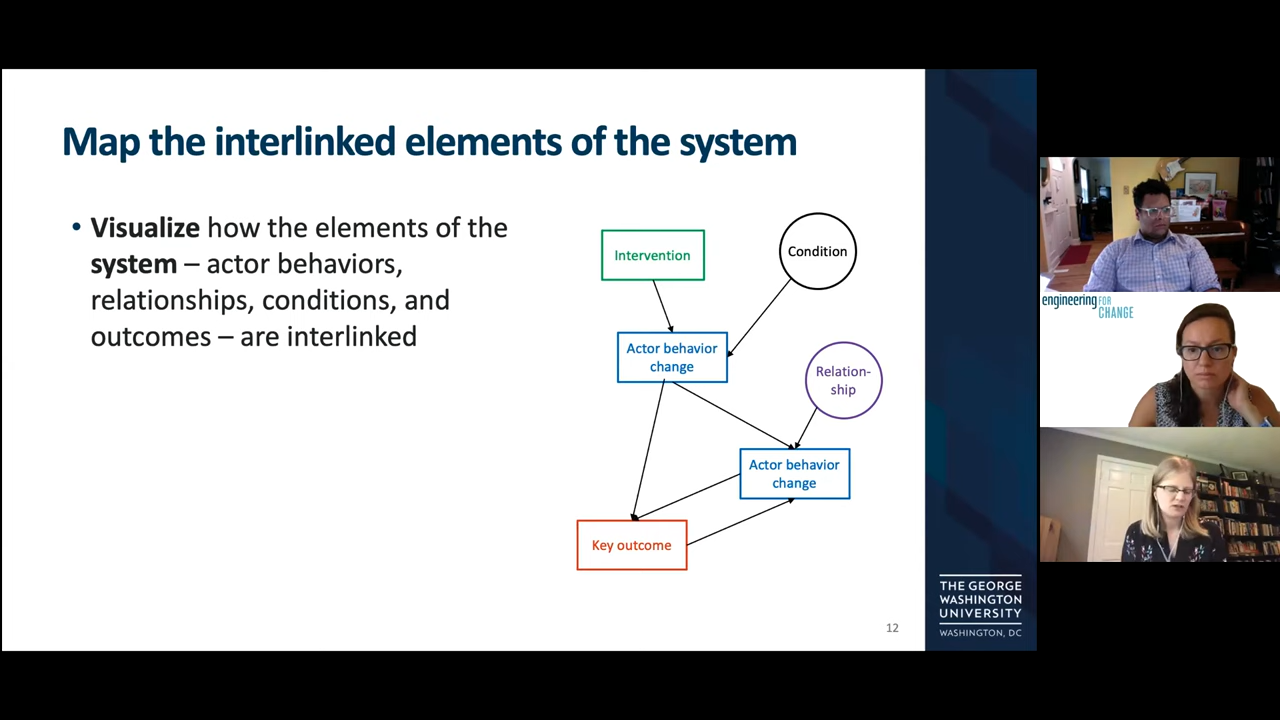 Map the interlinked elements of the system
• Visualize how the elements of the
system – actor behaviors,
relationships, conditions, and
outcomes – are interlinked
Intervention
Condition
Actor behavior
change
Relation-
ship
Actor behavior
change
Key outcome
12
THE GEORGE
WASHINGTON
UNIVERSITY
WASHINGTON, DC
engineering FOR
CHANGE